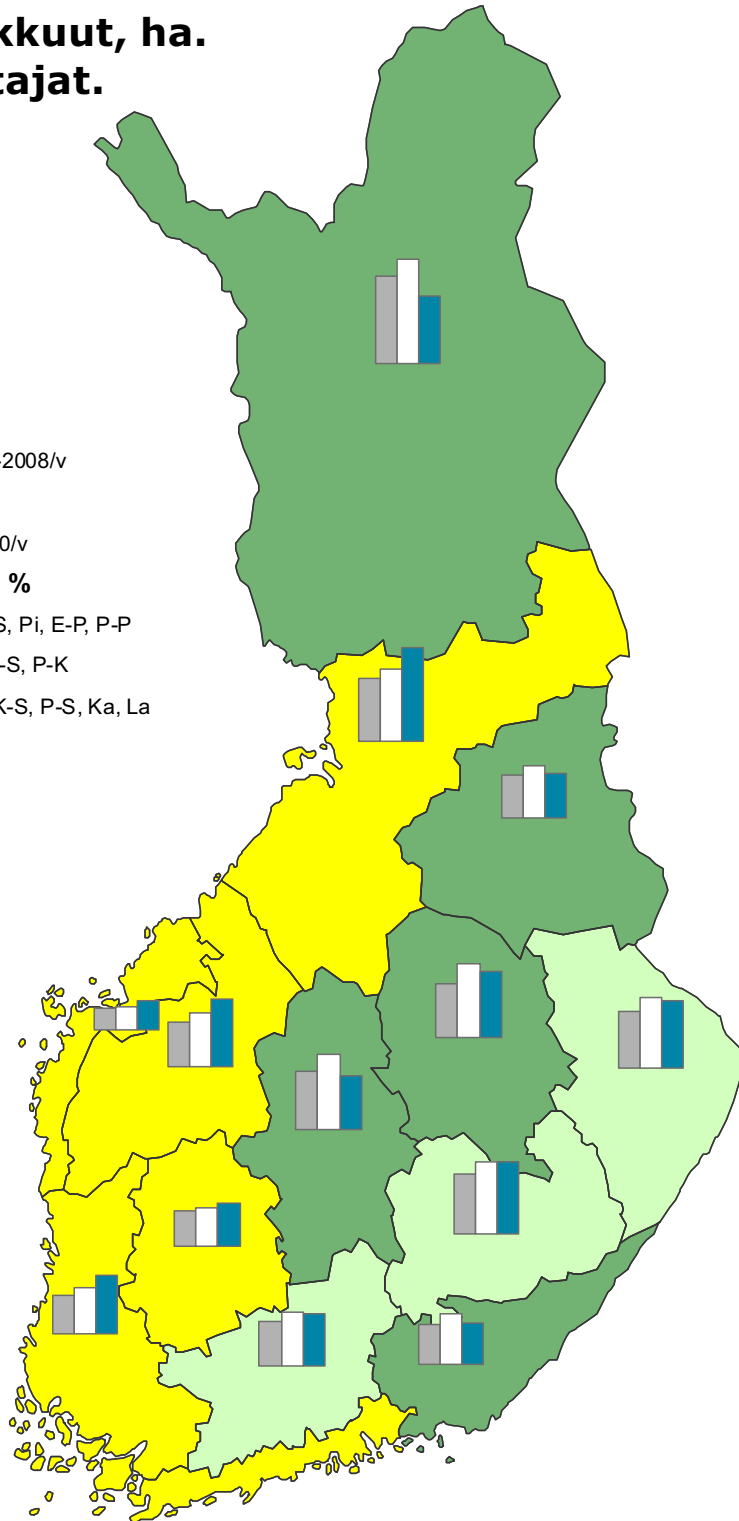 kkuut, ha.
tajat.
-2008/v
0/v
%
S, Pi, E-P, P-P
-S, P-K
K-S, P-S, Ka, La